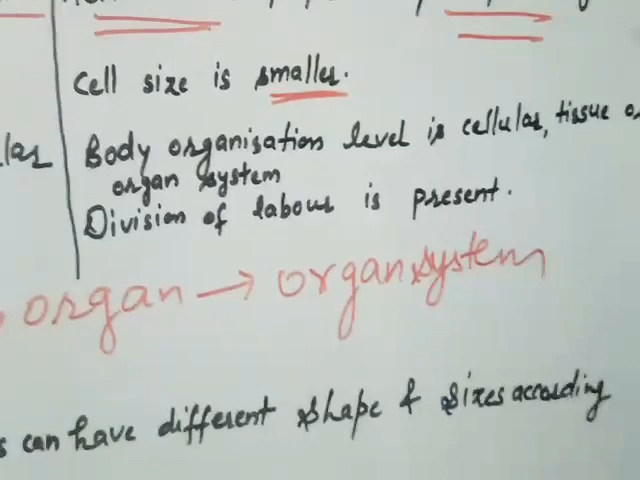 Cell size is smaller.
Body organisation level is cellular, tissue or
organ system
Division of labour is present.
organ → organ system
can have different shape & sizes according